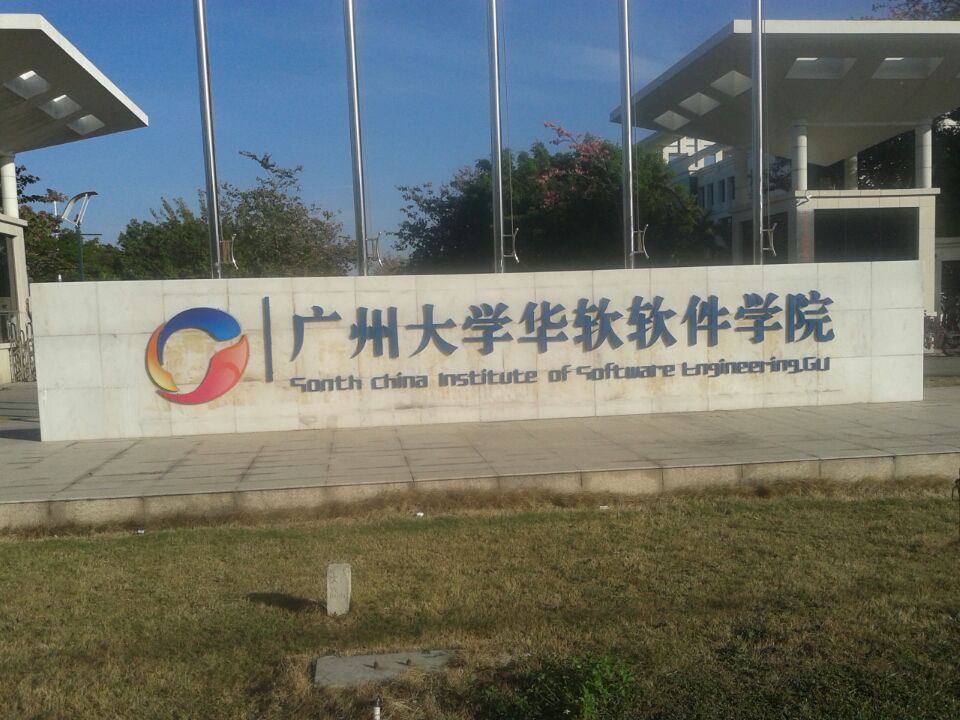 广州大学华软软件学院
Sonth china Institute of Software Engineering.GU